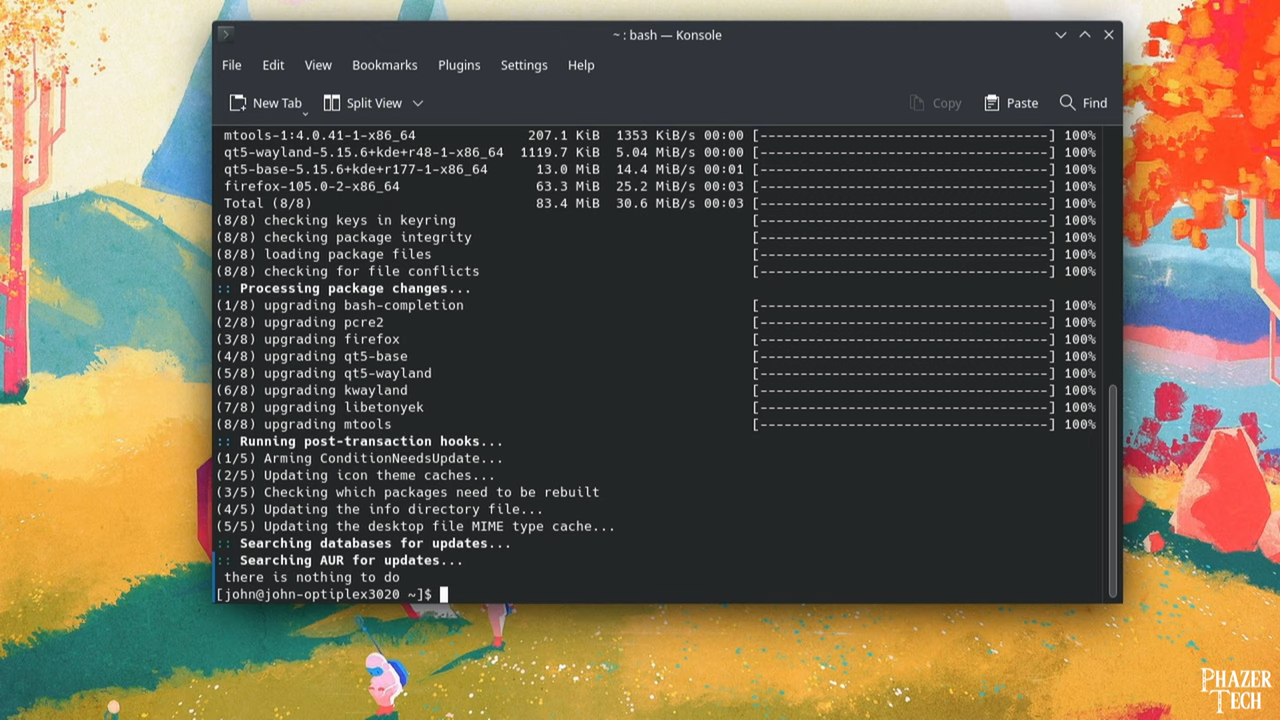 ~ : bash — Konsole
File Edit View Bookmarks Plugins Settings Help
New Tab Split View Copy Paste Find
mtools-1:4.0.41-1-x86_64 207.1 KiB 1353 KiB/s 00:00 [-------------------------------------] 100%
qt5-wayland-5.15.6+kde+r48-1-x86_64 1119.7 KiB 5.04 MiB/s 00:00 [-------------------------------------] 100%
qt5-base-5.15.6+kde+r177-1-x86_64 13.0 MiB 14.4 MiB/s 00:01 [-------------------------------------] 100%
firefox-105.0-2-x86_64 63.3 MiB 25.2 MiB/s 00:03 [-------------------------------------] 100%
Total (8/8) 83.4 MiB 30.6 MiB/s 00:03 [-------------------------------------] 100%
(8/8) checking keys in keyring [-------------------------------------] 100%
(8/8) checking package integrity [-------------------------------------] 100%
(8/8) loading package files [-------------------------------------] 100%
(8/8) checking for file conflicts [-------------------------------------] 100%
:: Processing package changes...
(1/8) upgrading bash-completion [-------------------------------------] 100%
(2/8) upgrading pcre2 [-------------------------------------] 100%
(3/8) upgrading firefox [-------------------------------------] 100%
(4/8) upgrading qt5-base [-------------------------------------] 100%
(5/8) upgrading qt5-wayland [-------------------------------------] 100%
(6/8) upgrading kwayland [-------------------------------------] 100%
(7/8) upgrading libetonyek [-------------------------------------] 100%
(8/8) upgrading mtools [-------------------------------------] 100%
:: Running post-transaction hooks...
(1/5) Arming ConditionNeedsUpdate...
(2/5) Updating icon theme caches...
(3/5) Checking which packages need to be rebuilt
(4/5) Updating the info directory file...
(5/5) Updating the desktop file MIME type cache...
:: Searching databases for updates...
:: Searching AUR for updates...
there is nothing to do
[john@john-optiplex3020 ~]$
PHAZER
TECH